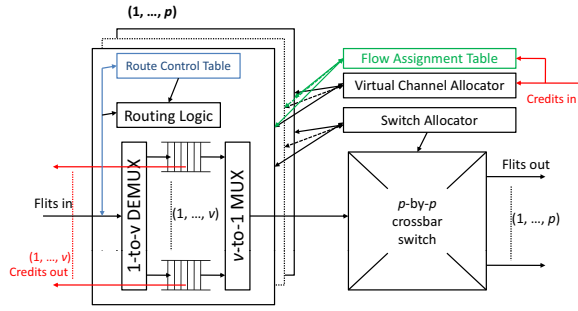 (1, ..., p)
Route Control Table
Flow Assignment Table
Virtual Channel Allocator
Credits in
Routing Logic
Switch Allocator
1-to-v DEMUX
v-to-1 MUX
Flits out
Flits in
(1, ..., v)
p-by-p
crossbar
switch
(1, ..., p)
(1, ..., v)
Credits out